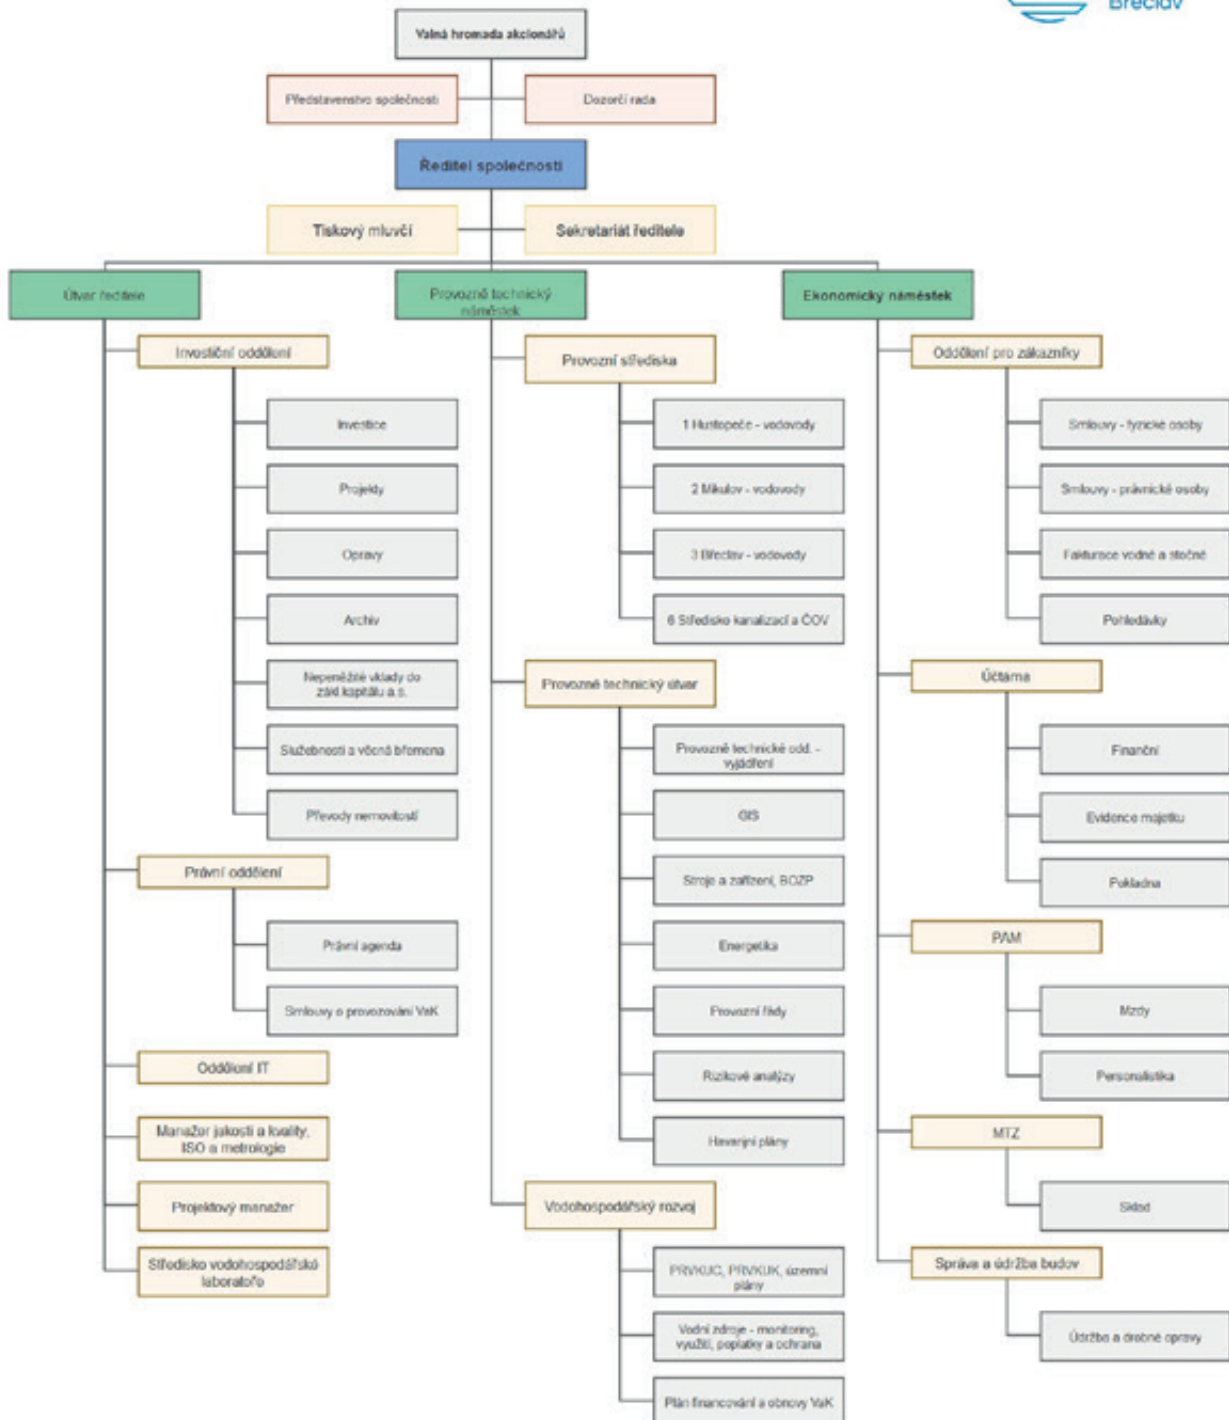 Břeclav
Valná hromada akcionářů
Představenstvo společnosti
Dozorčí rada
Ředitel společnosti
Tiskový mluvčí
Sekretariát ředitele
Útvar ředitele
Provozně technický
náměstek
Ekonomický náměstek
Investiční oddělení
Investice
Projekty
Opravy
Archiv
Nepeněžité vklady do
zákl.kapitálu a.s.
Služebnosti a věcná břemena
Převody nemovitostí
Právní oddělení
Právní agenda
Smlouvy o provozování VaK
Oddělení IT
Manažer jakosti a kvality,
ISO a metrologie
Projektový manažer
Středisko vodohospodářské
laboratoře
Provozní střediska
1 Hustopeče - vodovody
2 Mikulov - vodovody
3 Břeclav - vodovody
6 Středisko kanalizací a ČOV
Provozně technický útvar
Provozně technické odd. -
vyjádření
GIS
Stroje a zařízení, BOZP
Energetika
Provozní řády
Rizikové analýzy
Havarijní plány
Vodohospodářský rozvoj
PRVKUC, PRVKUK, územní
plány
Vodní zdroje - monitoring,
využití, poplatky a ochrana
Plán financování a obnovy VaK
Oddělení pro zákazníky
Smlouvy - fyzické osoby
Smlouvy - právnické osoby
Fakturace vodné a stočné
Pohledávky
Účtárna
Finanční
Evidence majetku
Pokladna
PAM
Mzdy
Personalistika
MTZ
Sklad
Správa a údržba budov
Údržba a drobné opravy